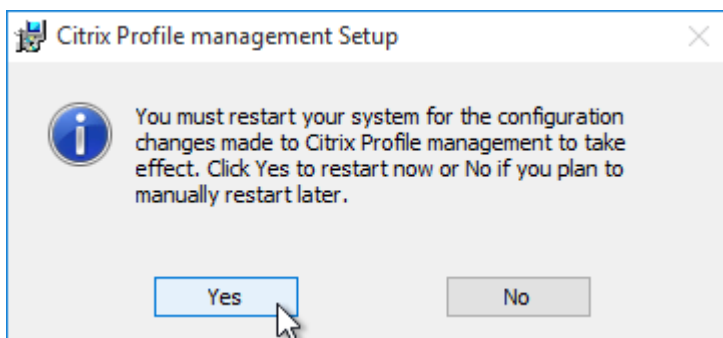 Citrix Profile management Setup
You must restart your system for the configuration
changes made to Citrix Profile management to take
effect. Click Yes to restart now or No if you plan to
manually restart later.
Yes
No